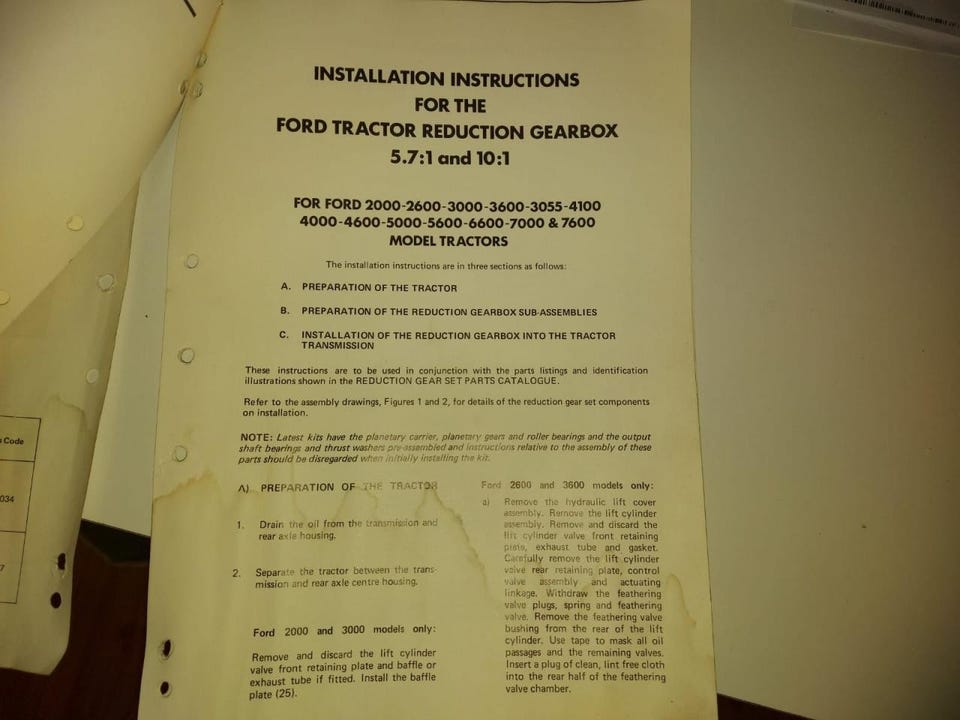 INSTALLATION INSTRUCTIONS
FOR THE
FORD TRACTOR REDUCTION GEARBOX
5.7:1 and 10:1
FOR FORD 2000-2600-3000-3600-3055-4100
4000-4600-5000-5600-6600-7000 & 7600
MODEL TRACTORS
The installation instructions are in three sections as follows:
A. PREPARATION OF THE TRACTOR
B. PREPARATION OF THE REDUCTION GEARBOX SUB-ASSEMBLIES
C. INSTALLATION OF THE REDUCTION GEARBOX INTO THE TRACTOR
TRANSMISSION
These instructions are to be used in conjunction with the parts listings and identification
illustrations shown in the REDUCTION GEAR SET PARTS CATALOGUE.
Refer to the assembly drawings, Figures 1 and 2, for details of the reduction gear set components
on installation.
NOTE: Latest kits have the planetary carrier, planetary gears and roller bearings and the output
shaft bearings and thrust washers pre-assembled and instructions relative to the assembly of these
parts should be disregarded when initially installing the kit.
A) PREPARATION OF THE TRACTOR
1. Drain the oil from the transmission and
rear axle housing.
2. Separate the tractor between the trans-
mission and rear axle centre housing.
Ford 2000 and 3000 models only:
Remove and discard the lift cylinder
valve front retaining plate and baffle or
exhaust tube if fitted. Install the baffle
plate (25).
Ford 2600 and 3600 models only:
a) Remove the hydraulic lift cover
assembly. Remove the lift cylinder
assembly. Remove and discard the
lift cylinder valve front retaining
plate, exhaust tube and gasket.
Carefully remove the lift cylinder
valve rear retaining plate, control
valve assembly and actuating
linkage. Withdraw the feathering
valve plugs, spring and feathering
valve. Remove the feathering valve
bushing from the rear of the lift
cylinder. Use tape to mask all oil
passages and the remaining valves.
Insert a plug of clean, lint free cloth
into the rear half of the feathering
valve chamber.
Code
034
7